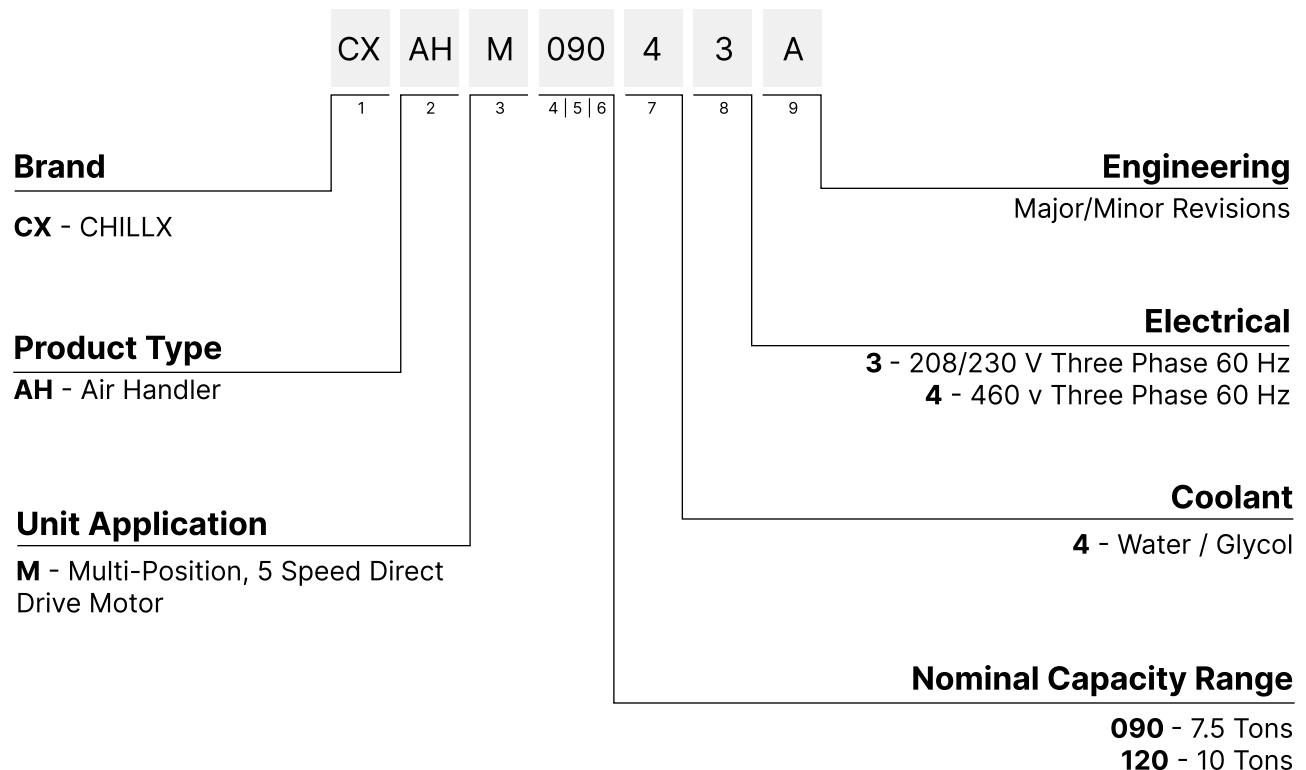 CX AH M 090 4 3 A
1 2 3 4 | 5 | 6 7 8 9
Brand
CX - CHILLX
Product Type
AH - Air Handler
Unit Application
M - Multi-Position, 5 Speed Direct
Drive Motor
Engineering
Major/Minor Revisions
Electrical
3 - 208/230 V Three Phase 60 Hz
4 - 460 v Three Phase 60 Hz
Coolant
4 - Water / Glycol
Nominal Capacity Range
090 - 7.5 Tons
120 - 10 Tons